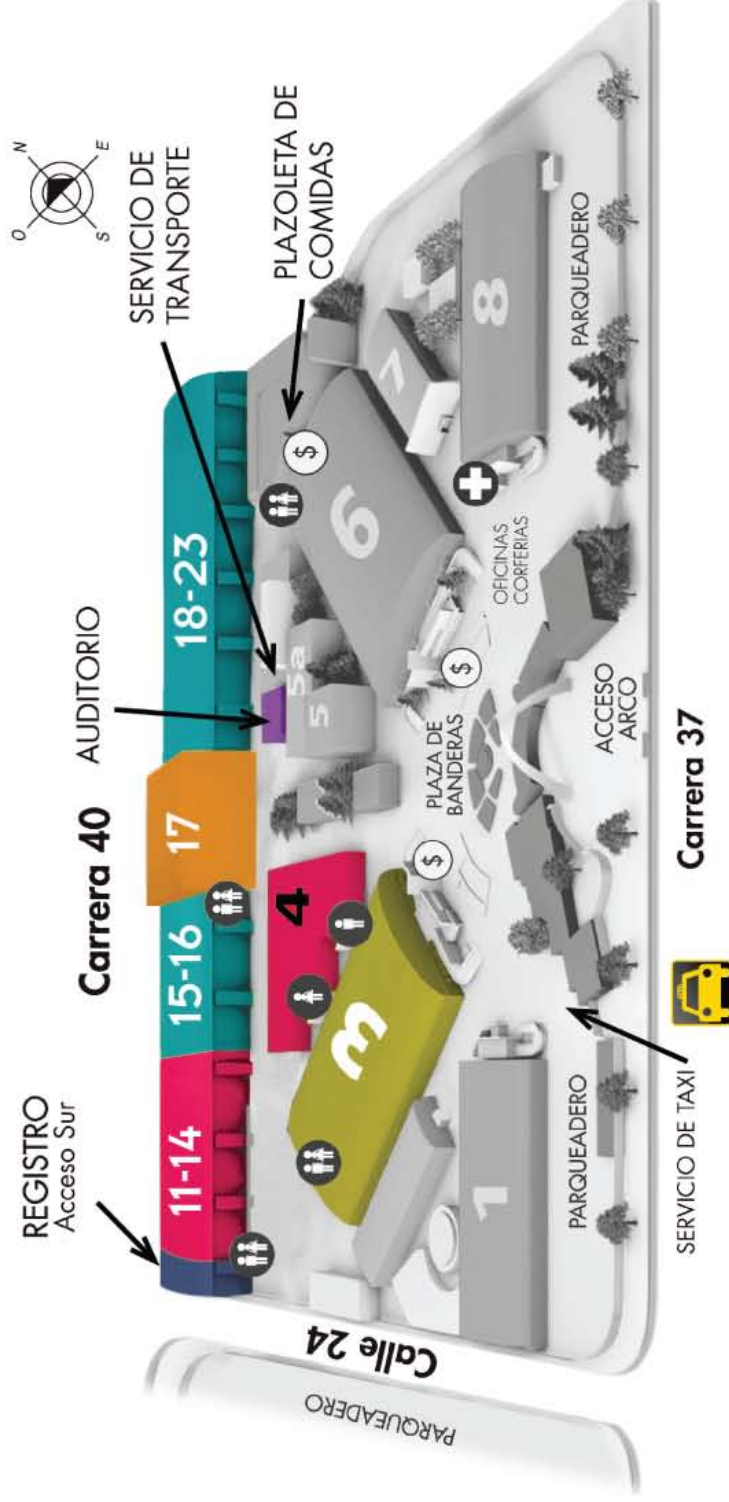 REGISTRO
Acceso Sur
Carrera 40
AUDITORIO
SERVICIO DE
TRANSPORTE
PLAZOLETA DE
COMIDAS
O
N
S
E
11-14
15-16
17
18-23
4
3
1
5
5a
6
7
8
$
$
$
PLAZA DE
BANDERAS
OFICINAS
CORFERIAS
ACCESO
ARCO
PARQUEADERO
PARQUEADERO
SERVICIO DE TAXI
Carrera 37
Calle 24
PARQUEADERO